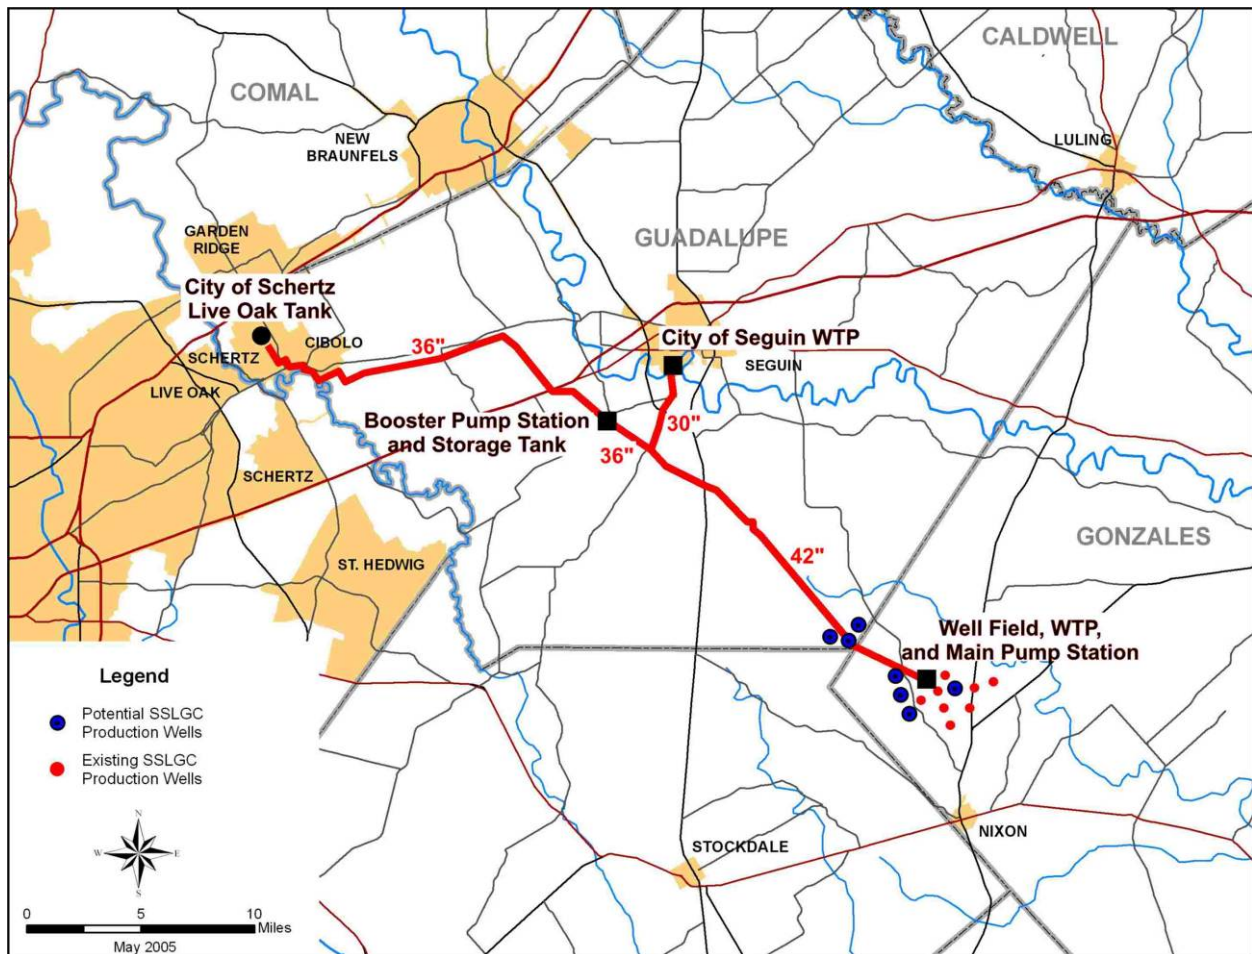 CALDWELL
COMAL
NEW
BRAUNFELS
LULING
GARDEN
RIDGE
GUADALUPE
City of Schertz
Live Oak Tank
CIBOLO
36"
City of Seguin WTP
SCHERTZ
SEGUIN
LIVE OAK
Booster Pump Station
and Storage Tank
30"
36"
SCHERTZ
GONZALES
42"
ST. HEDWIG
Well Field, WTP,
and Main Pump Station
Legend
Potential SSLGC
Production Wells
Existing SSLGC
Production Wells
N
W E
S
NIXON
STOCKDALE
0 5 10
Miles
May 2005